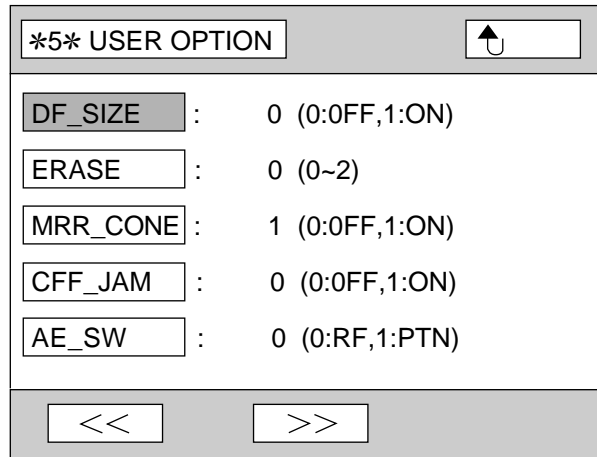 *5* USER OPTION
DF_SIZE : 0 (0:0FF,1:ON)
ERASE : 0 (0~2)
MRR_CONE : 1 (0:0FF,1:ON)
CFF_JAM : 0 (0:0FF,1:ON)
AE_SW : 0 (0:RF,1:PTN)
<< >>